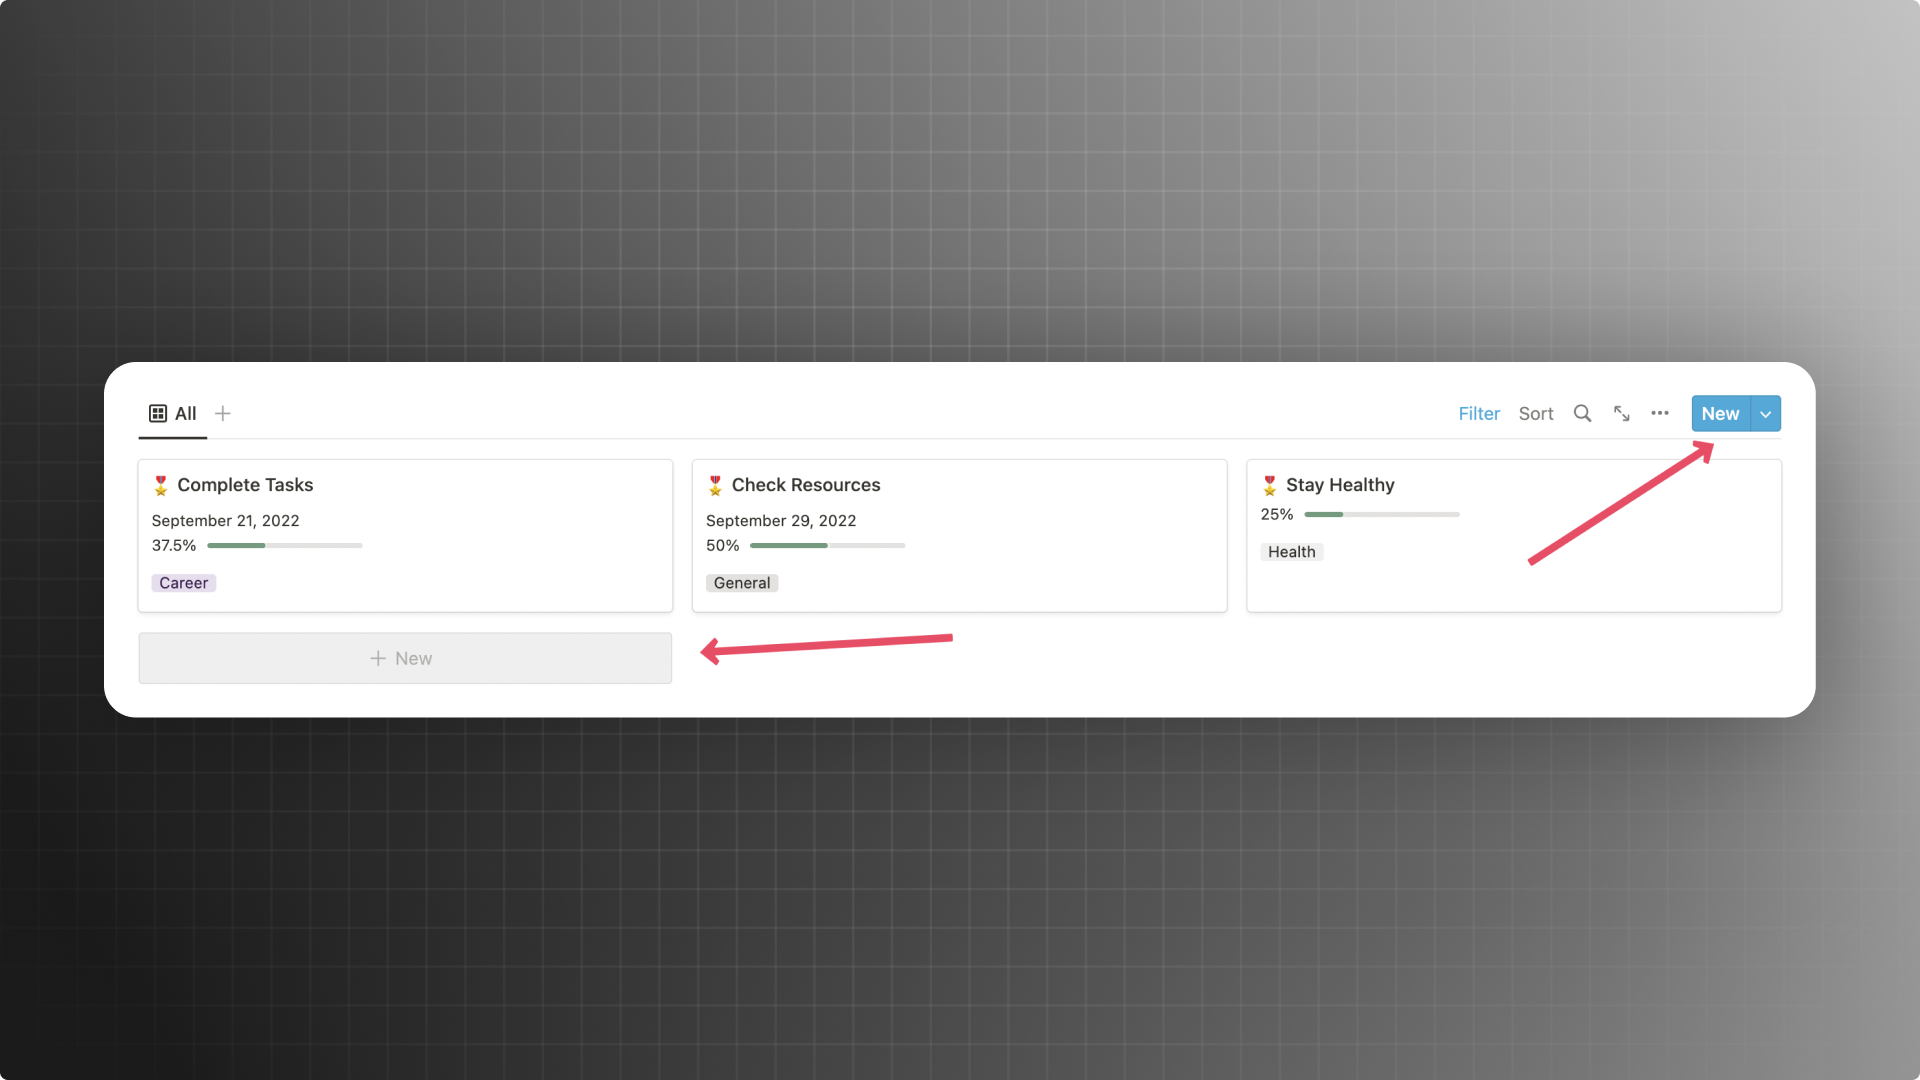 All
Filter Sort New
Complete Tasks
September 21, 2022
37.5%
Career
Check Resources
September 29, 2022
50%
General
Stay Healthy
25%
Health
+ New